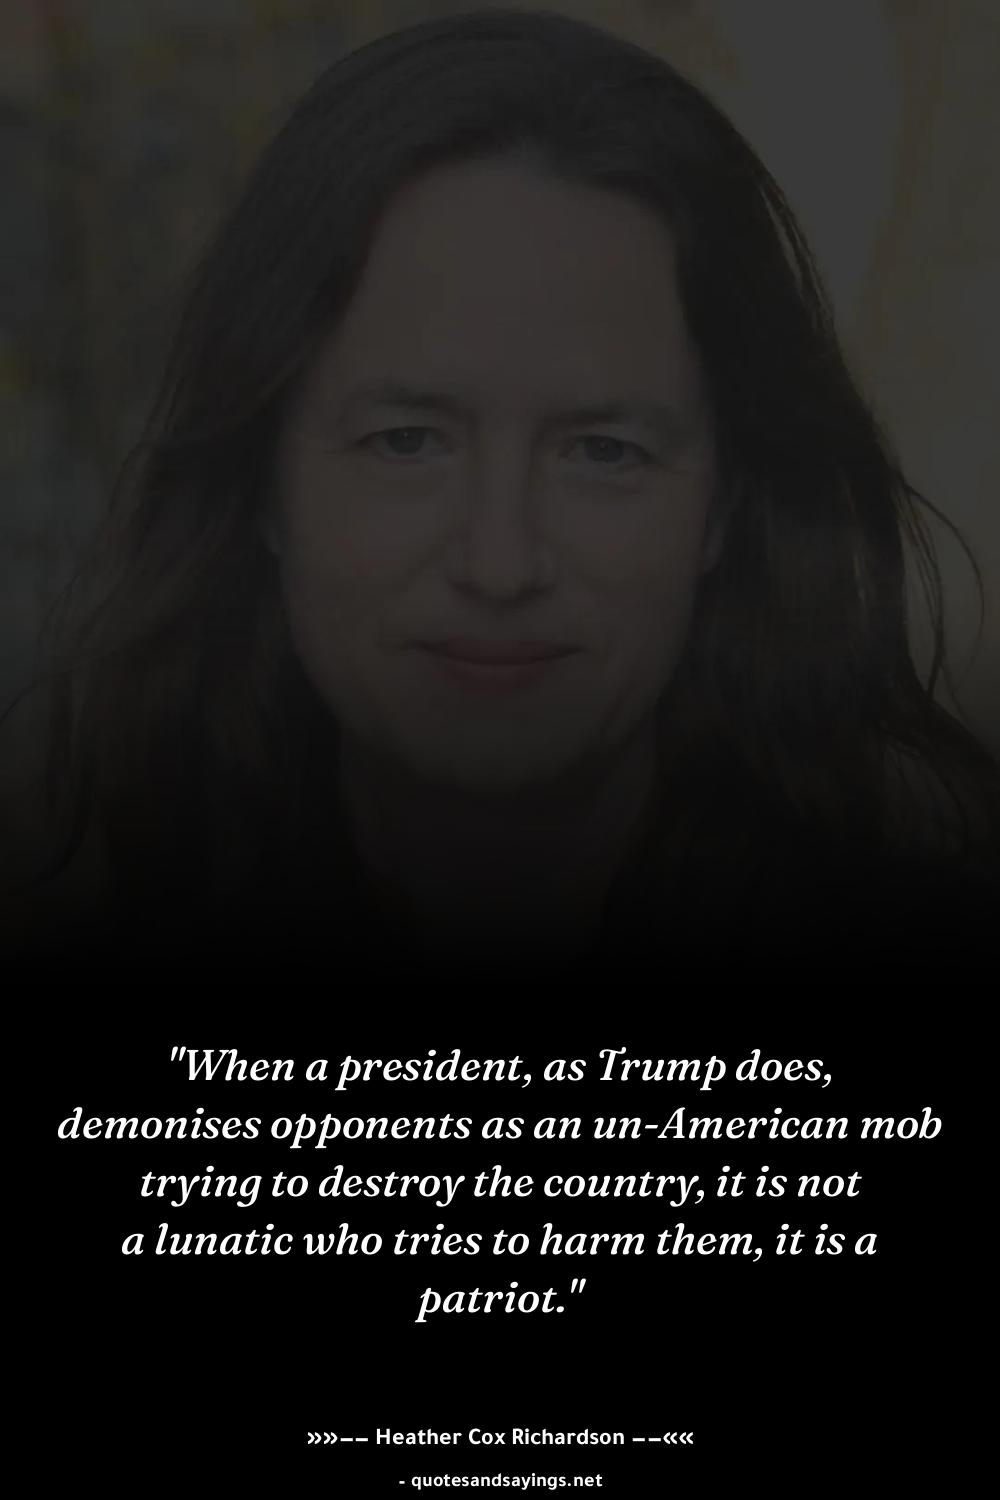 "When a president, as Trump does,
demonises opponents as an un-American mob
trying to destroy the country, it is not
a lunatic who tries to harm them, it is a
patriot."
»»–– Heather Cox Richardson ––««
- quotesandsayings.net